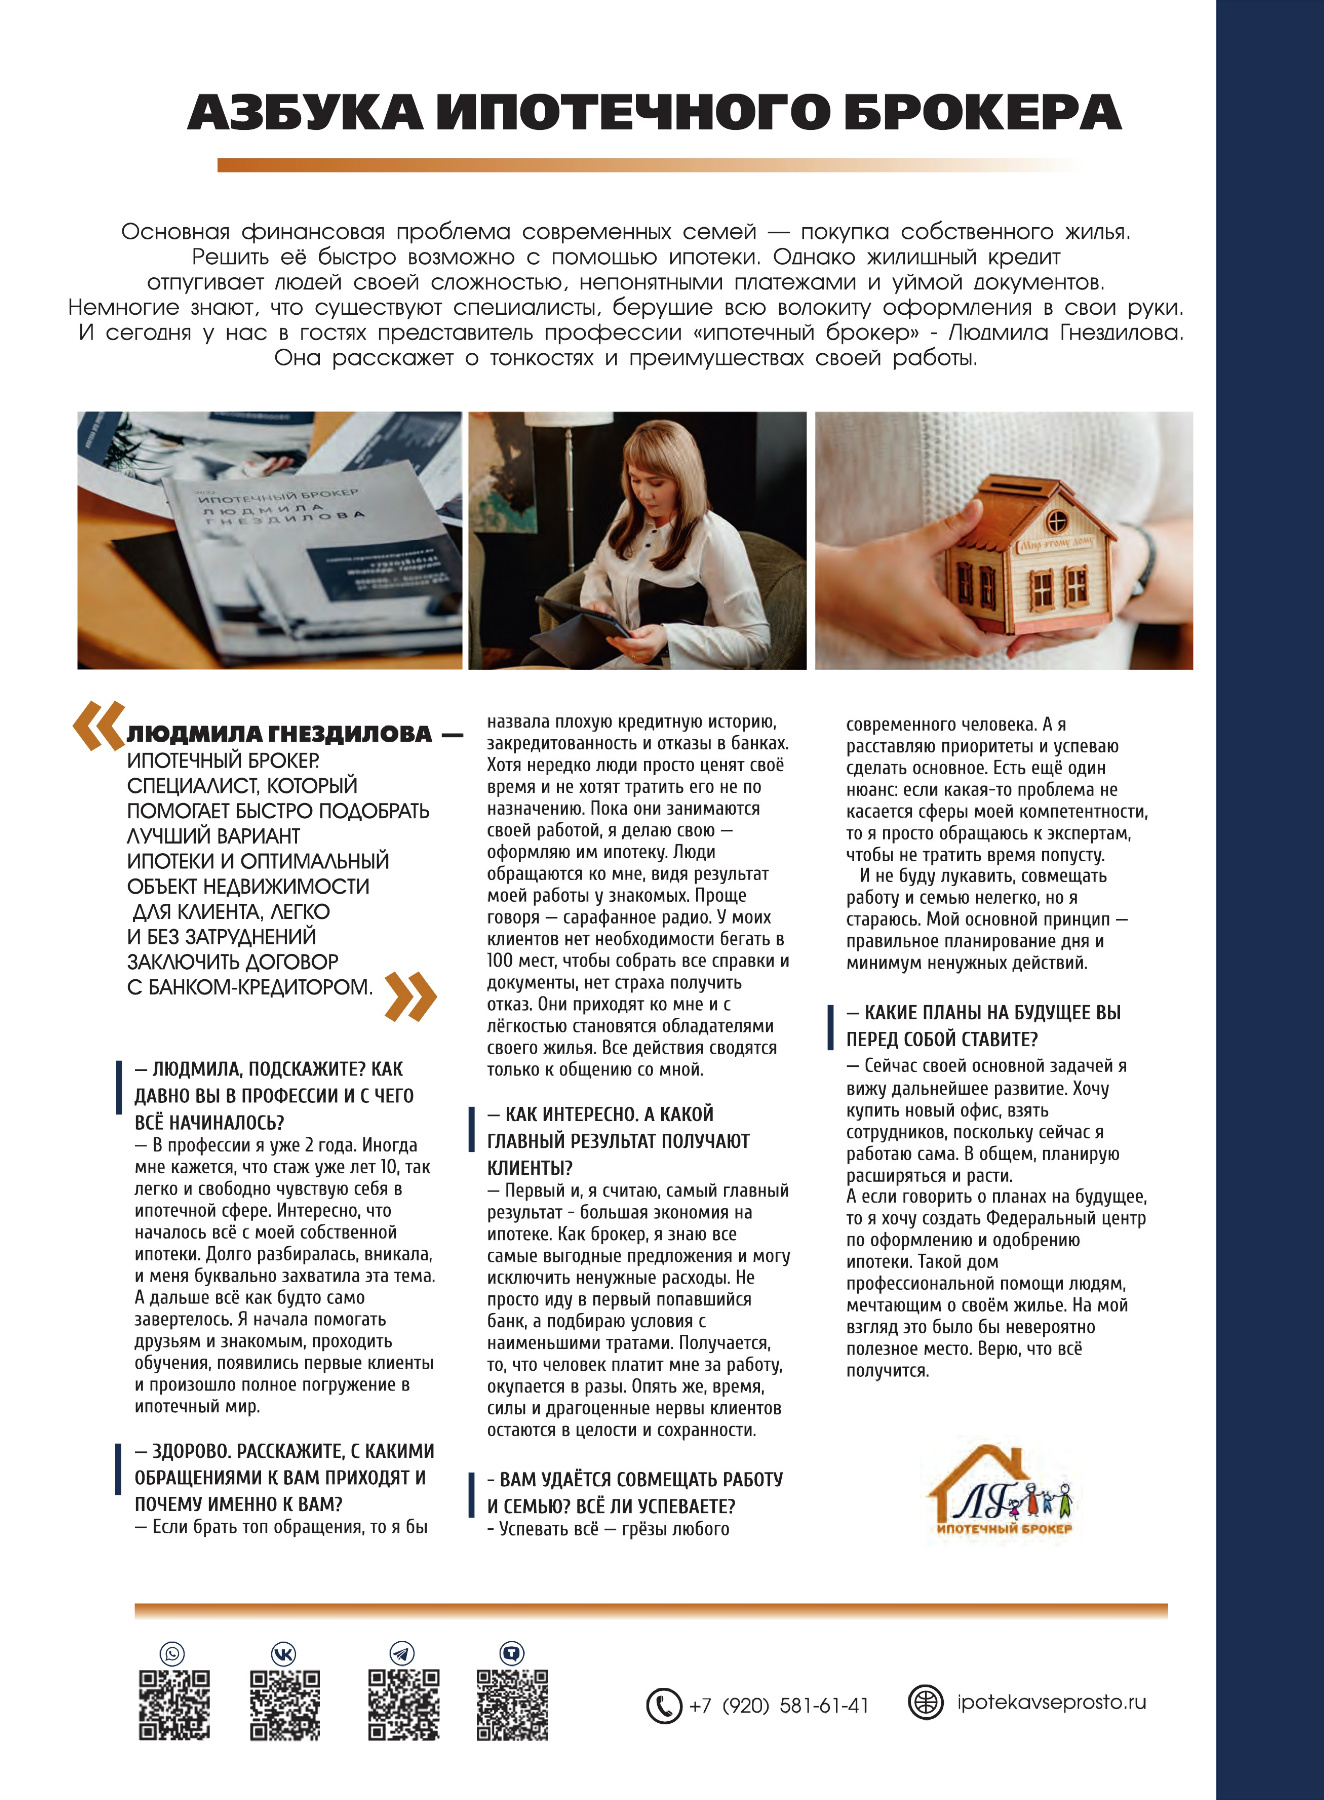 АЗБУКА ИПОТЕЧНОГО БРОКЕРА
Основная финансовая проблема современных семей — покупка собственного жилья.
Решить её быстро возможно с помощью ипотеки. Однако жилищный кредит
отпугивает людей своей сложностью, непонятными платежами и уймой документов.
Немногие знают, что существуют специалисты, берущие всю волокиту оформления в свои руки.
И сегодня у нас в гостях представитель профессии «ипотечный брокер» - Людмила Гнездилова.
Она расскажет о тонкостях и преимуществах своей работы.
ИПОТЕЧНЫЙ БРОКЕР
ЛЮДМИЛА
ГНЕЗДИЛОВА
WhatsApp, Telegram
Мир этому дому
« ЛЮДМИЛА ГНЕЗДИЛОВА —
ИПОТЕЧНЫЙ БРОКЕР.
СПЕЦИАЛИСТ, КОТОРЫЙ
ПОМОГАЕТ БЫСТРО ПОДОБРАТЬ
ЛУЧШИЙ ВАРИАНТ
ИПОТЕКИ И ОПТИМАЛЬНЫЙ
ОБЪЕКТ НЕДВИЖИМОСТИ
ДЛЯ КЛИЕНТА, ЛЕГКО
И БЕЗ ЗАТРУДНЕНИЙ
ЗАКЛЮЧИТЬ ДОГОВОР
С БАНКОМ-КРЕДИТОРОМ. »
— ЛЮДМИЛА, ПОДСКАЖИТЕ? КАК
ДАВНО ВЫ В ПРОФЕССИИ И С ЧЕГО
ВСЁ НАЧИНАЛОСЬ?
— В профессии я уже 2 года. Иногда
мне кажется, что стаж уже лет 10, так
легко и свободно чувствую себя в
ипотечной сфере. Интересно, что
началось всё с моей собственной
ипотеки. Долго разбиралась, вникала,
и меня буквально захватила эта тема.
А дальше всё как будто само
завертелось. Я начала помогать
друзьям и знакомым, проходить
обучения, появились первые клиенты
и произошло полное погружение в
ипотечный мир.
— ЗДОРОВО. РАССКАЖИТЕ, С КАКИМИ
ОБРАЩЕНИЯМИ К ВАМ ПРИХОДЯТ И
ПОЧЕМУ ИМЕННО К ВАМ?
— Если брать топ обращения, то я бы
назвала плохую кредитную историю,
закредитованность и отказы в банках.
Хотя нередко люди просто ценят своё
время и не хотят тратить его не по
назначению. Пока они занимаются
своей работой, я делаю свою —
оформляю им ипотеку. Люди
обращаются ко мне, видя результат
моей работы у знакомых. Проще
говоря — сарафанное радио. У моих
клиентов нет необходимости бегать в
100 мест, чтобы собрать все справки и
документы, нет страха получить
отказ. Они приходят ко мне и с
лёгкостью становятся обладателями
своего жилья. Все действия сводятся
только к общению со мной.
— КАК ИНТЕРЕСНО. А КАКОЙ
ГЛАВНЫЙ РЕЗУЛЬТАТ ПОЛУЧАЮТ
КЛИЕНТЫ?
— Первый и, я считаю, самый главный
результат - большая экономия на
ипотеке. Как брокер, я знаю все
самые выгодные предложения и могу
исключить ненужные расходы. Не
просто иду в первый попавшийся
банк, а подбираю условия с
наименьшими тратами. Получается,
то, что человек платит мне за работу,
окупается в разы. Опять же, время,
силы и драгоценные нервы клиентов
остаются в целости и сохранности.
- ВАМ УДАЁТСЯ СОВМЕЩАТЬ РАБОТУ
И СЕМЬЮ? ВСЁ ЛИ УСПЕВАЕТЕ?
- Успевать всё — грёзы любого
современного человека. А я
расставляю приоритеты и успеваю
сделать основное. Есть ещё один
нюанс: если какая-то проблема не
касается сферы моей компетентности,
то я просто обращаюсь к экспертам,
чтобы не тратить время попусту.
И не буду лукавить, совмещать
работу и семью нелегко, но я
стараюсь. Мой основной принцип —
правильное планирование дня и
минимум ненужных действий.
— КАКИЕ ПЛАНЫ НА БУДУЩЕЕ ВЫ
ПЕРЕД СОБОЙ СТАВИТЕ?
— Сейчас своей основной задачей я
вижу дальнейшее развитие. Хочу
купить новый офис, взять
сотрудников, поскольку сейчас я
работаю сама. В общем, планирую
расширяться и расти.
А если говорить о планах на будущее,
то я хочу создать Федеральный центр
по оформлению и одобрению
ипотеки. Такой дом
профессиональной помощи людям,
мечтающим о своём жилье. На мой
взгляд это было бы невероятно
полезное место. Верю, что всё
получится.
ЛГ
ИПОТЕЧНЫЙ БРОКЕР
+7 (920) 581-61-41
ipotekavseprosto.ru